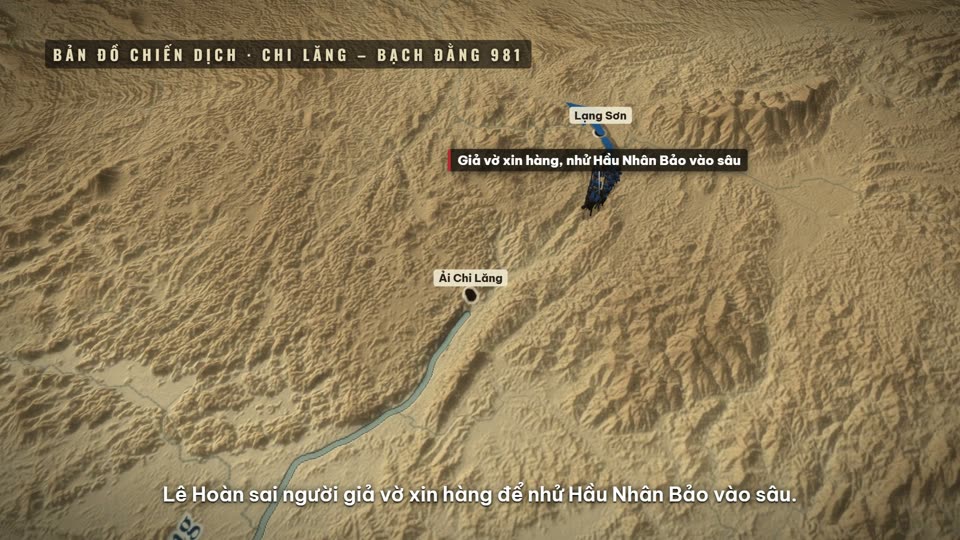 BẢN ĐỒ CHIẾN DỊCH · CHI LĂNG – BẠCH ĐẰNG 981
Lạng Sơn
Giả vờ xin hàng, nhử Hầu Nhân Bảo vào sâu
Ải Chi Lăng
Lê Hoàn sai người giả vờ xin hàng để nhử Hầu Nhân Bảo vào sâu.